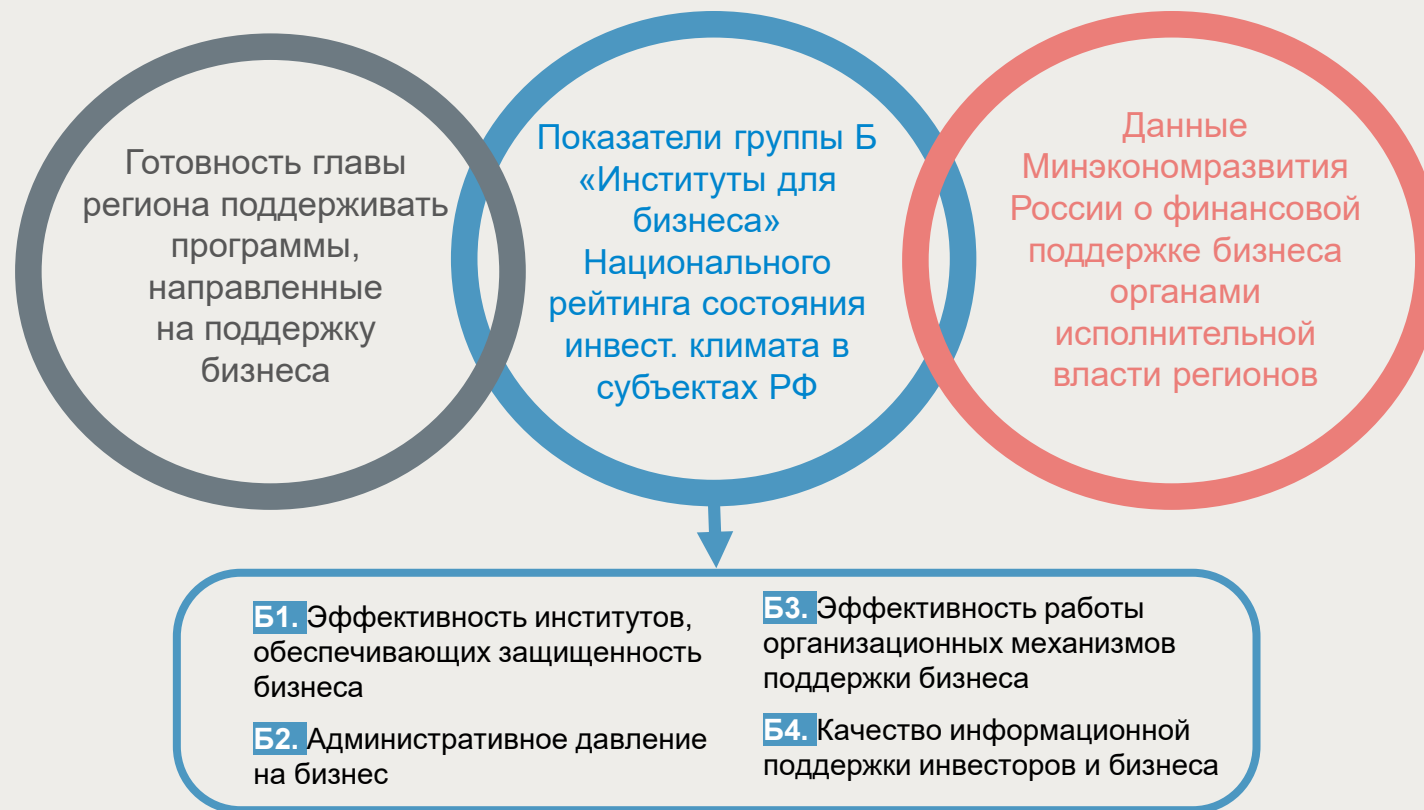 Готовность главы
региона поддерживать
программы,
направленные
на поддержку
бизнеса
Показатели группы Б
«Институты для
бизнеса»
Национального
рейтинга состояния
инвест. климата в
субъектах РФ
Данные
Минэкономразвития
России о финансовой
поддержке бизнеса
органами
исполнительной
власти регионов
Б1. Эффективность институтов,
обеспечивающих защищенность
бизнеса
Б2. Административное давление
на бизнес
Б3. Эффективность работы
организационных механизмов
поддержки бизнеса
Б4. Качество информационной
поддержки инвесторов и бизнеса